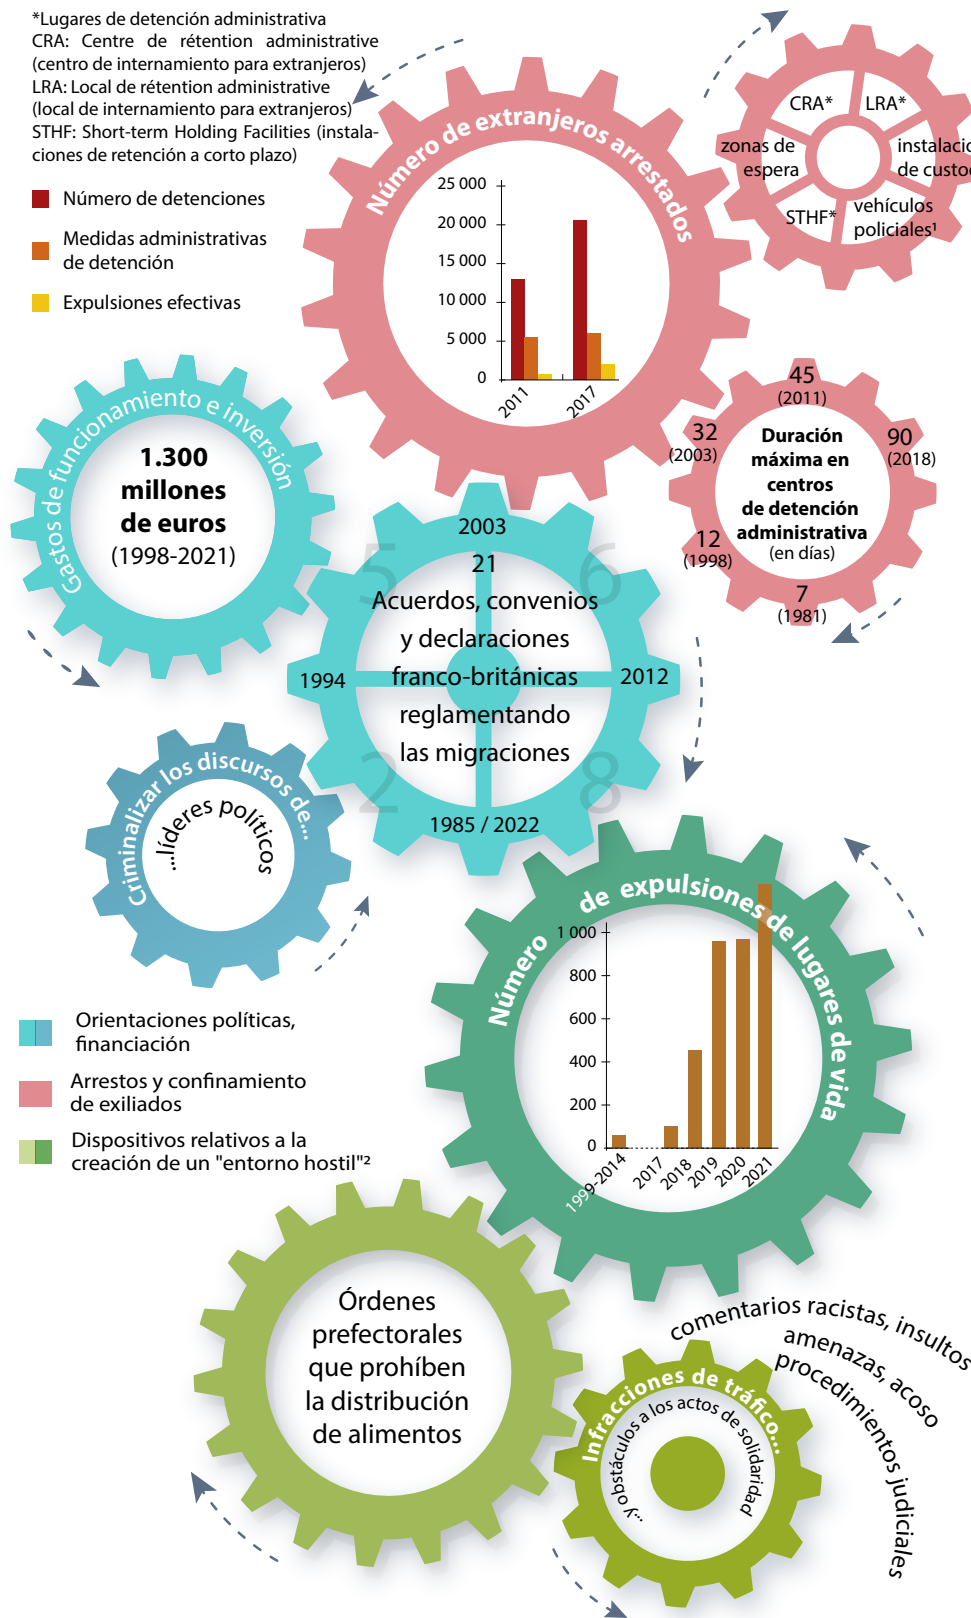 *Lugares de detención administrativa
CRA: Centre de rétention administrative
(centro de internamiento para extranjeros)
LRA: Local de rétention administrative
(local de internamiento para extranjeros)
STHF: Short-term Holding Facilities (instala-
ciones de retención a corto plazo)
Número de detenciones
Medidas administrativas
de detención
Expulsiones efectivas
Número de extranjeros arrestados
25 000
20 000
15 000
10 000
5 000
0
2011
2017
CRA*
LRA*
zonas de
espera
instalacio
de custo
STHF*
vehículos
policiales¹
Gastos de funcionamiento e inversión
1.300
millones
de euros
(1998-2021)
45
(2011)
32
(2003)
90
(2018)
12
(1998)
7
(1981)
Duración
máxima en
centros
de detención
administrativa
(en días)
2003
21
5
6
Acuerdos, convenios
y declaraciones
franco-británicas
reglamentando
las migraciones
1994
2012
2
8
1985 / 2022
Criminalizar los discursos de...
...líderes políticos
Número de expulsiones de lugares de vida
1 000
800
600
400
200
0
1999-2014
2017
2018
2019
2020
2021
Orientaciones políticas,
financiación
Arrestos y confinamiento
de exiliados
Dispositivos relativos a la
creación de un "entorno hostil"²
Órdenes
prefectorales
que prohíben
la distribución
de alimentos
Infracciones de tráfico...
...y obstáculos a los actos de solidaridad
comentarios racistas, insultos
amenazas, acoso
procedimientos judiciales